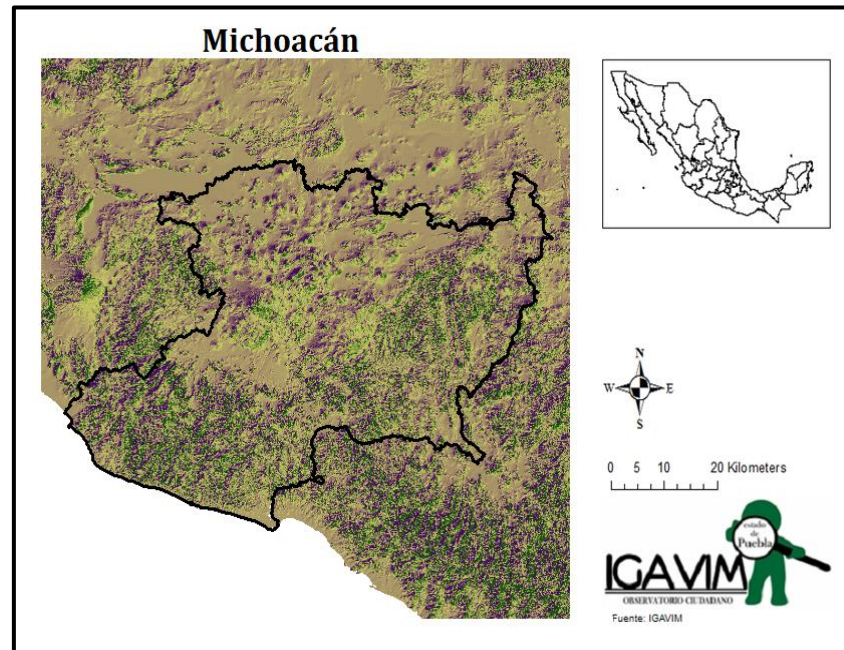 Michoacán
N
W E
S
0 5 10 20 Kilometers
estado
de
Puebla
IGAVIM
OBSERVATORIO CIUDADANO
Fuente: IGAVIM